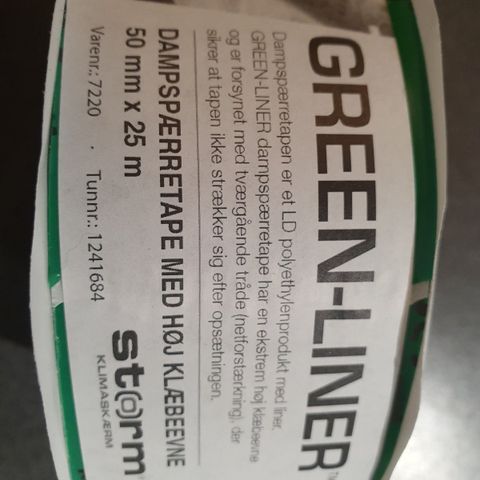 GREEN-LINER™
Dampspærretapen er et LD polyethylenprodukt med liner.
GREEN-LINER dampspærretape har en ekstrem høj klæbeevne
og er forsynet med tværgående tråde (netforstærkning), der
sikrer at tapen ikke strækker sig efter opsætningen.
DAMPSPÆRRETAPE MED HØJ KLÆBEEVNE
50 mm x 25 m
Varenr.: 7220 . Tunnr.: 1241684
st@rm
KLIMASKÆRM